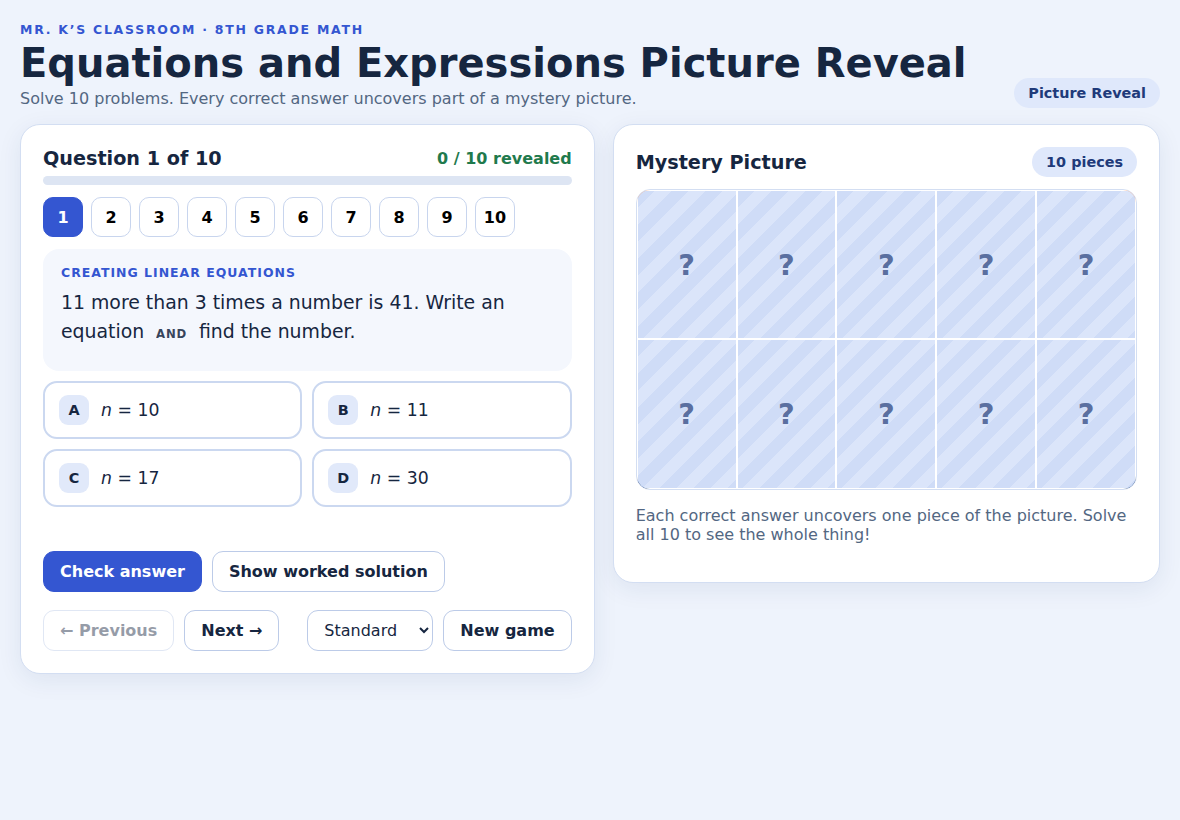 MR. K’S CLASSROOM · 8TH GRADE MATH
Equations and Expressions Picture Reveal
Solve 10 problems. Every correct answer uncovers part of a mystery picture.
Picture Reveal
Question 1 of 10
0 / 10 revealed
1 2 3 4 5 6 7 8 9 10
CREATING LINEAR EQUATIONS
11 more than 3 times a number is 41. Write an
equation AND find the number.
A n = 10
B n = 11
C n = 17
D n = 30
Check answer
Show worked solution
← Previous
Next →
Standard
New game
Mystery Picture
10 pieces
? ? ? ? ?
? ? ? ? ?
Each correct answer uncovers one piece of the picture. Solve
all 10 to see the whole thing!